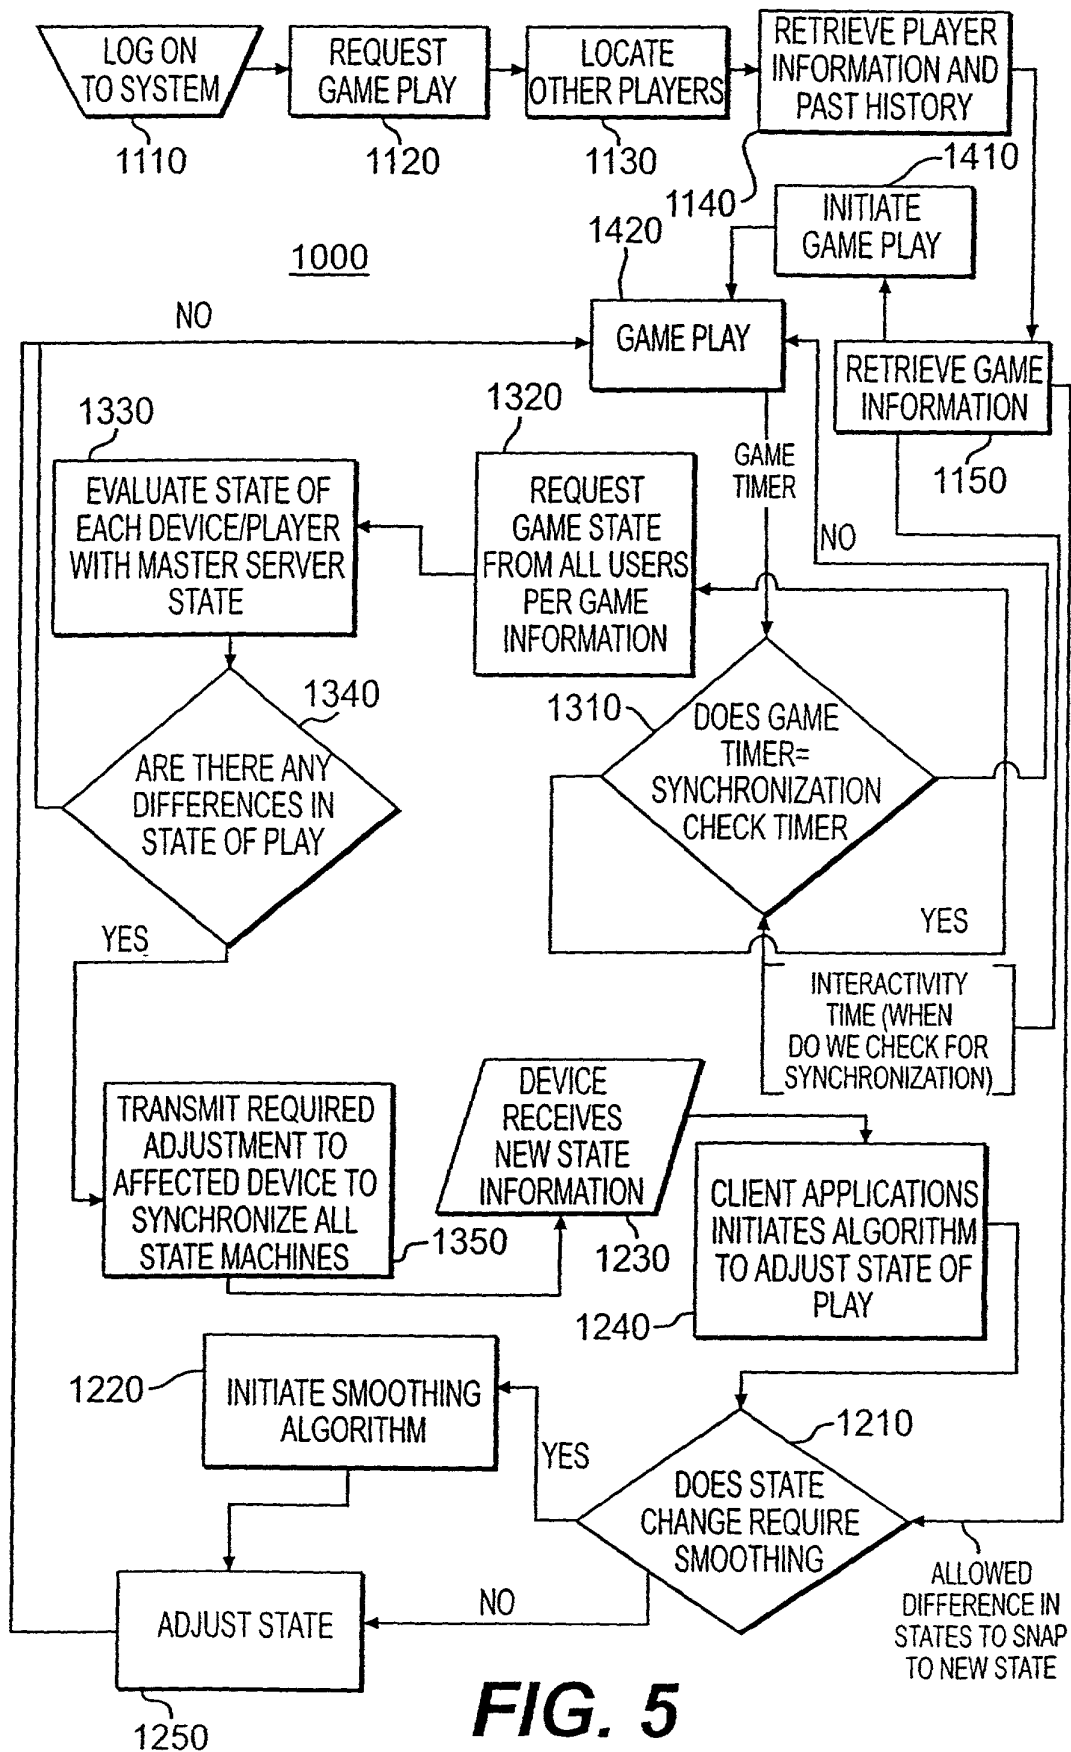 LOG ON
TO SYSTEM
1110
REQUEST
GAME PLAY
1120
LOCATE
OTHER PLAYERS
1130
RETRIEVE PLAYER
INFORMATION AND
PAST HISTORY
1140
1410
INITIATE
GAME PLAY
1000
1420
GAME PLAY
NO
RETRIEVE GAME
INFORMATION
1150
1330
EVALUATE STATE OF
EACH DEVICE/PLAYER
WITH MASTER SERVER
STATE
1320
REQUEST
GAME STATE
FROM ALL USERS
PER GAME
INFORMATION
GAME
TIMER
NO
1340
ARE THERE ANY
DIFFERENCES IN
STATE OF PLAY
1310
DOES GAME
TIMER=
SYNCHRONIZATION
CHECK TIMER
YES
YES
INTERACTIVITY
TIME (WHEN
DO WE CHECK FOR
SYNCHRONIZATION)
TRANSMIT REQUIRED
ADJUSTMENT TO
AFFECTED DEVICE TO
SYNCHRONIZE ALL
STATE MACHINES
1350
DEVICE
RECEIVES
NEW STATE
INFORMATION
1230
CLIENT APPLICATIONS
INITIATES ALGORITHM
TO ADJUST STATE OF
PLAY
1240
1220
INITIATE SMOOTHING
ALGORITHM
YES
1210
DOES STATE
CHANGE REQUIRE
SMOOTHING
ALLOWED
DIFFERENCE IN
STATES TO SNAP
TO NEW STATE
NO
ADJUST STATE
1250
FIG. 5